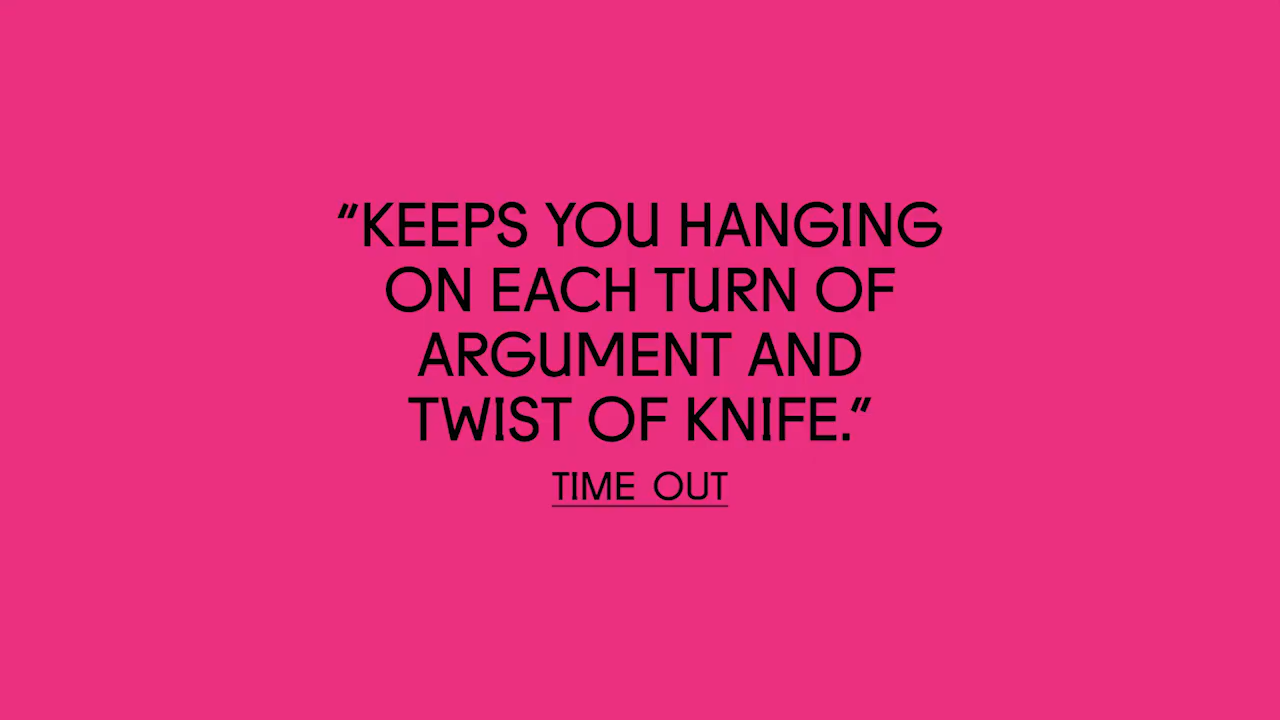 "KEEPS YOU HANGING
ON EACH TURN OF
ARGUMENT AND
TWIST OF KNIFE."
TIME OUT